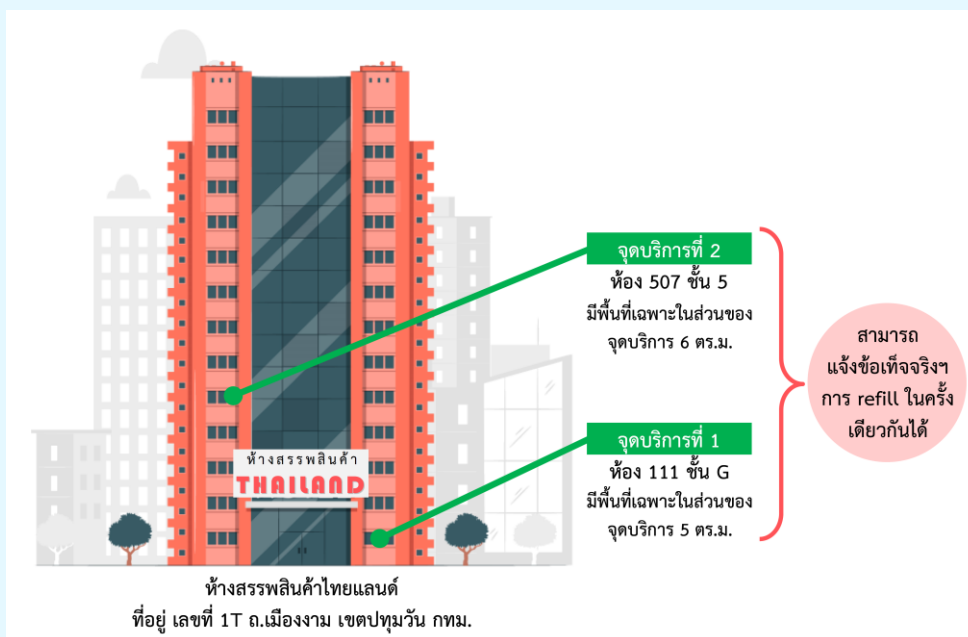 จุดบริการที่ 2
ห้อง 507 ชั้น 5
มีพื้นที่เฉพาะในส่วนของ
จุดบริการ 6 ตร.ม.
สามารถ
แจ้งข้อเท็จจริงฯ
การ refill ในครั้ง
เดียวกันได้
จุดบริการที่ 1
ห้อง 111 ชั้น G
มีพื้นที่เฉพาะในส่วนของ
จุดบริการ 5 ตร.ม.
ห้างสรรพสินค้า
THAILAND
ห้างสรรพสินค้าไทยแลนด์
ที่อยู่ เลขที่ 1T ถ.เมืองงาม เขตปทุมวัน กทม.